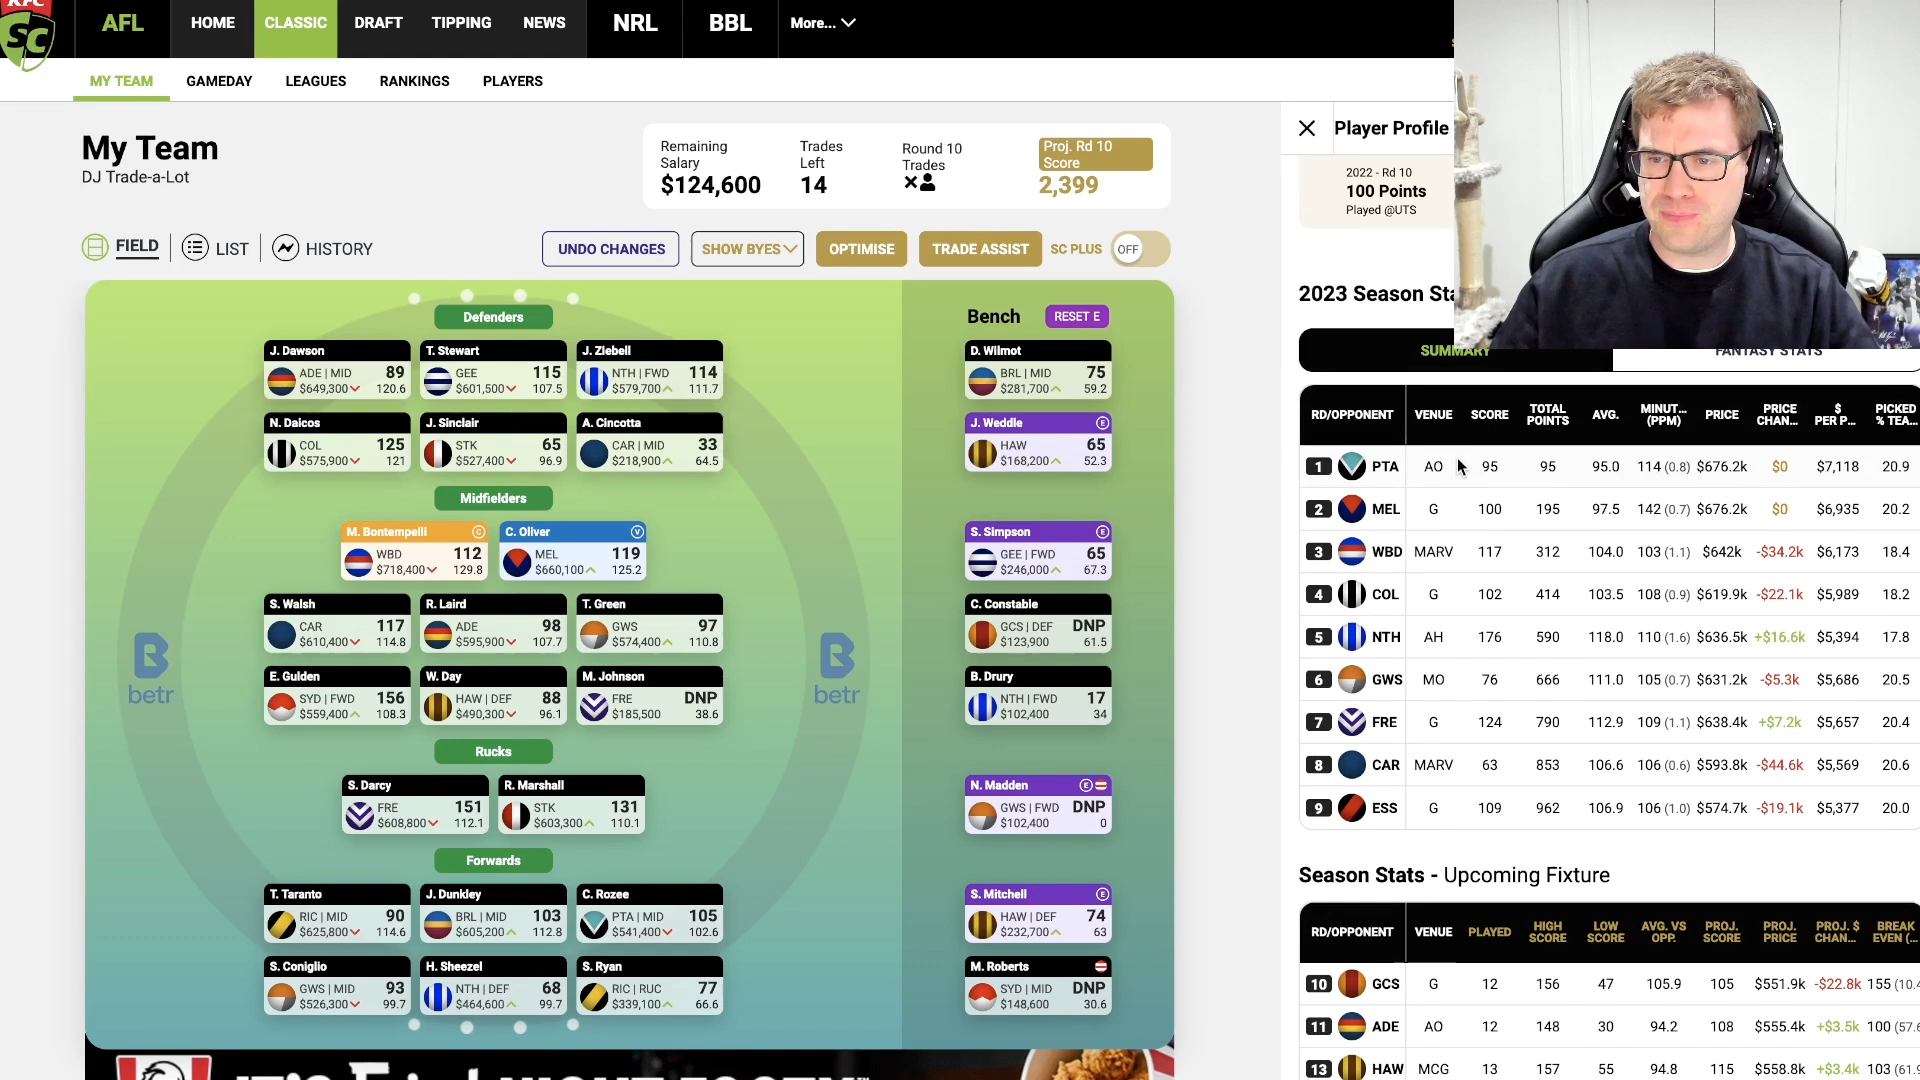 KFC
SC
AFL
HOME
CLASSIC
DRAFT
TIPPING
NEWS
NRL
BBL
More...
MY TEAM
GAMEDAY
LEAGUES
RANKINGS
PLAYERS
My Team
DJ Trade-a-Lot
Remaining Salary
$124,600
Trades Left
14
Round 10 Trades
Proj. Rd 10 Score
2,399
FIELD
LIST
HISTORY
UNDO CHANGES
SHOW BYES
OPTIMISE
TRADE ASSIST
SC PLUS OFF
Defenders
J. Dawson
ADE | MID 89
$649,300 120.6
T. Stewart
GEE 115
$601,500 107.5
J. Ziebell
NTH | FWD 114
$579,700 111.7
N. Daicos
COL 125
$575,900 121
J. Sinclair
STK 65
$527,400 96.9
A. Cincotta
CAR | MID 33
$218,900 64.5
Midfielders
M. Bontempelli C
WBD 112
$718,400 129.8
C. Oliver V
MEL 119
$660,100 125.2
S. Walsh
CAR 117
$610,400 114.8
R. Laird
ADE 98
$595,900 107.7
T. Green
GWS 97
$574,400 110.8
E. Gulden
SYD | FWD 156
$559,400 108.3
W. Day
HAW | DEF 88
$490,300 96.1
M. Johnson
FRE DNP
$185,500 38.6
betr
betr
Rucks
S. Darcy
FRE 151
$608,800 112.1
R. Marshall
STK 131
$603,300 110.1
Forwards
T. Taranto
RIC | MID 90
$625,800 114.6
J. Dunkley
BRL | MID 103
$605,200 112.8
C. Rozee
PTA | MID 105
$541,400 102.6
S. Coniglio
GWS | MID 93
$526,300 99.7
H. Sheezel
NTH | DEF 68
$464,600 99.7
S. Ryan
RIC | RUC 77
$339,100 66.6
Bench
RESET E
D. Wilmot
BRL | MID 75
$281,700 59.2
J. Weddle E
HAW 65
$168,200 52.3
S. Simpson E
GEE | FWD 65
$246,000 67.3
C. Constable
GCS | DEF DNP
$123,900 61.5
B. Drury
NTH | FWD 17
$102,400 34
N. Madden E
GWS | FWD DNP
$102,400 0
S. Mitchell E
HAW | DEF 74
$232,700 63
M. Roberts
SYD | MID DNP
$148,600 30.6
Player Profile
2022 - Rd 10
100 Points
Played @UTS
2023 Season Sta
SUMMARY
FANTASY STATS
RD/OPPONENT VENUE SCORE TOTAL POINTS AVG. MINUT... (PPM) PRICE PRICE CHAN... $ PER P... PICKED % TEA...
1 PTA AO 95 95 95.0 114 (0.8) $676.2k $0 $7,118 20.9
2 MEL G 100 195 97.5 142 (0.7) $676.2k $0 $6,935 20.2
3 WBD MARV 117 312 104.0 103 (1.1) $642k -$34.2k $6,173 18.4
4 COL G 102 414 103.5 108 (0.9) $619.9k -$22.1k $5,989 18.2
5 NTH AH 176 590 118.0 110 (1.6) $636.5k +$16.6k $5,394 17.8
6 GWS MO 76 666 111.0 105 (0.7) $631.2k -$5.3k $5,686 20.5
7 FRE G 124 790 112.9 109 (1.1) $638.4k +$7.2k $5,657 20.4
8 CAR MARV 63 853 106.6 106 (0.6) $593.8k -$44.6k $5,569 20.6
9 ESS G 109 962 106.9 106 (1.0) $574.7k -$19.1k $5,377 20.0
Season Stats - Upcoming Fixture
RD/OPPONENT VENUE PLAYED HIGH SCORE LOW SCORE AVG. VS OPP. PROJ. SCORE PROJ. PRICE PROJ. $ CHAN... BREAK EVEN (...
10 GCS G 12 156 47 105.9 105 $551.9k -$22.8k 155 (10.4
11 ADE AO 12 148 30 94.2 108 $555.4k +$3.5k 100 (57.6
13 HAW MCG 13 157 55 94.8 115 $558.8k +$3.4k 103 (61.9